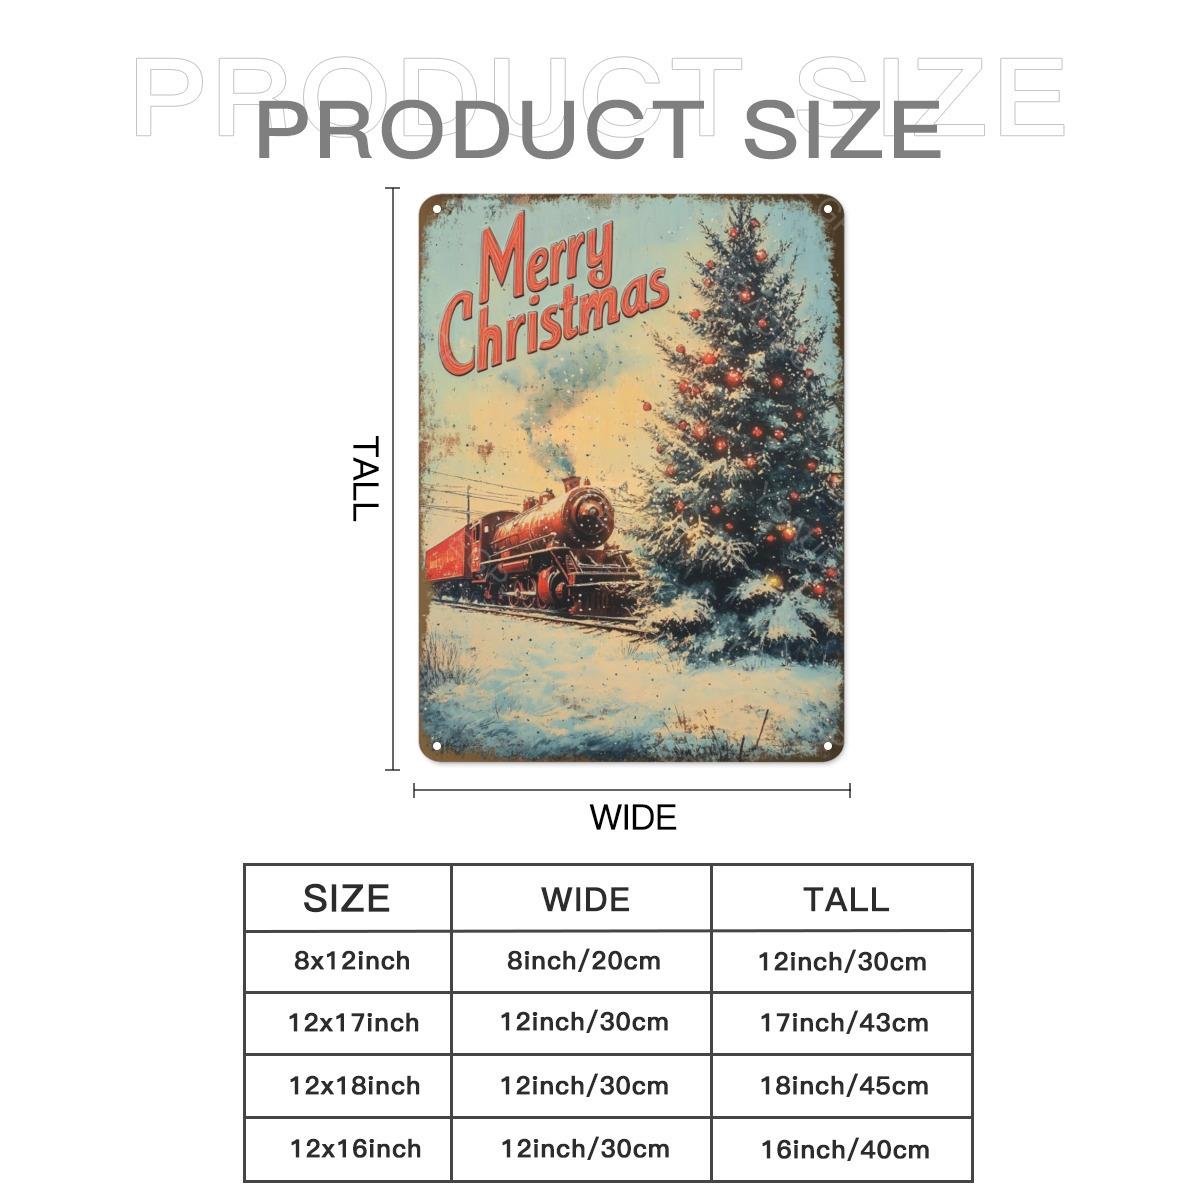 PRODUCT SIZE
PRODUCT SIZE
Merry
Christmas
TALL
WIDE
SIZE WIDE TALL
8x12inch 8inch/20cm 12inch/30cm
12x17inch 12inch/30cm 17inch/43cm
12x18inch 12inch/30cm 18inch/45cm
12x16inch 12inch/30cm 16inch/40cm